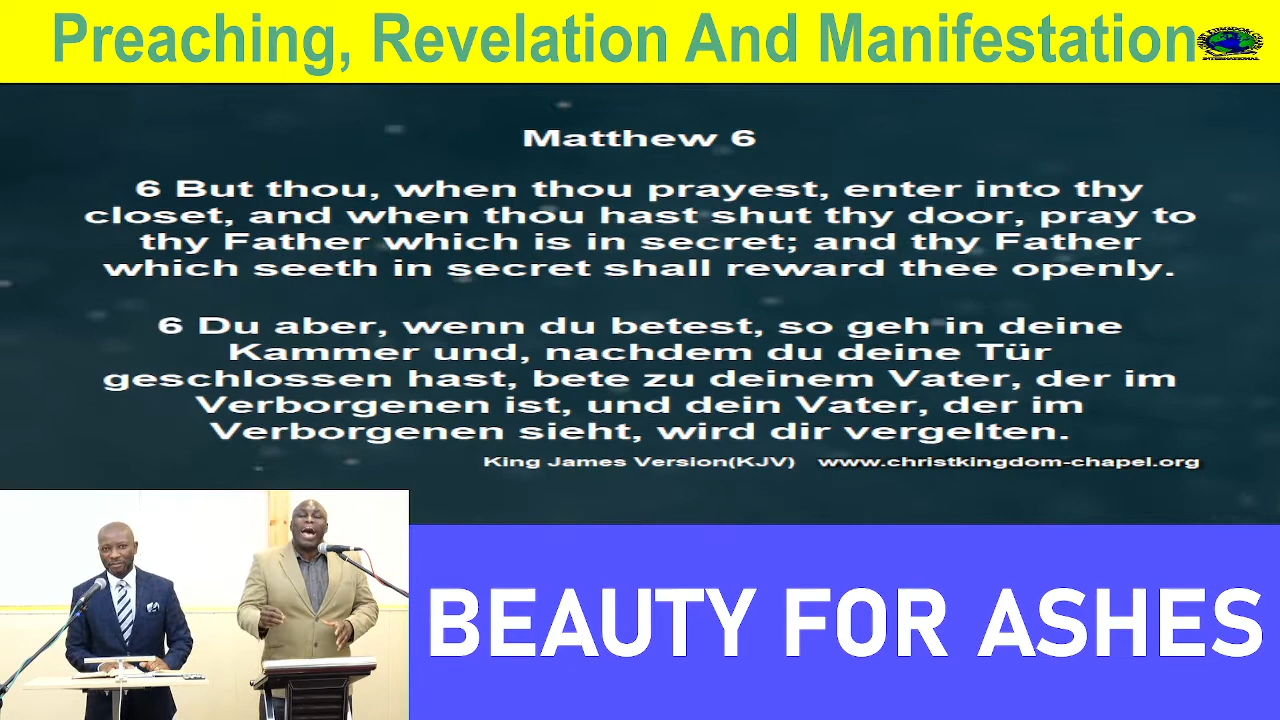 Preaching, Revelation And Manifestation
INTERNATIONAL
Matthew 6
6 But thou, when thou prayest, enter into thy
closet, and when thou hast shut thy door, pray to
thy Father which is in secret; and thy Father
which seeth in secret shall reward thee openly.
6 Du aber, wenn du betest, so geh in deine
Kammer und, nachdem du deine Tür
geschlossen hast, bete zu deinem Vater, der im
Verborgenen ist, und dein Vater, der im
Verborgenen sieht, wird dir vergelten.
King James Version(KJV) www.christkingdom-chapel.org
BEAUTY FOR ASHES